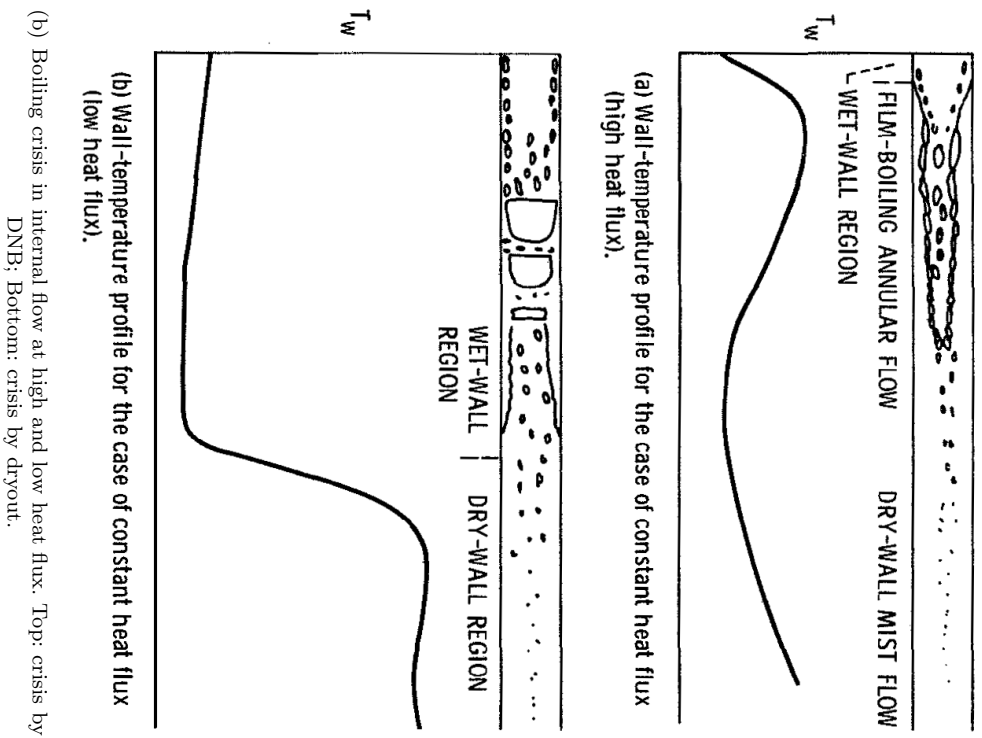 FILM-BOILING ANNULAR FLOW
DRY-WALL MIST FLOW
WET-WALL REGION
T_w
(a) Wall-temperature profile for the case of constant heat flux
(high heat flux).
WET-WALL
REGION
DRY-WALL REGION
T_w
(b) Wall-temperature profile for the case of constant heat flux
(low heat flux).
(b) Boiling crisis in internal flow at high and low heat flux. Top: crisis by
DNB; Bottom: crisis by dryout.